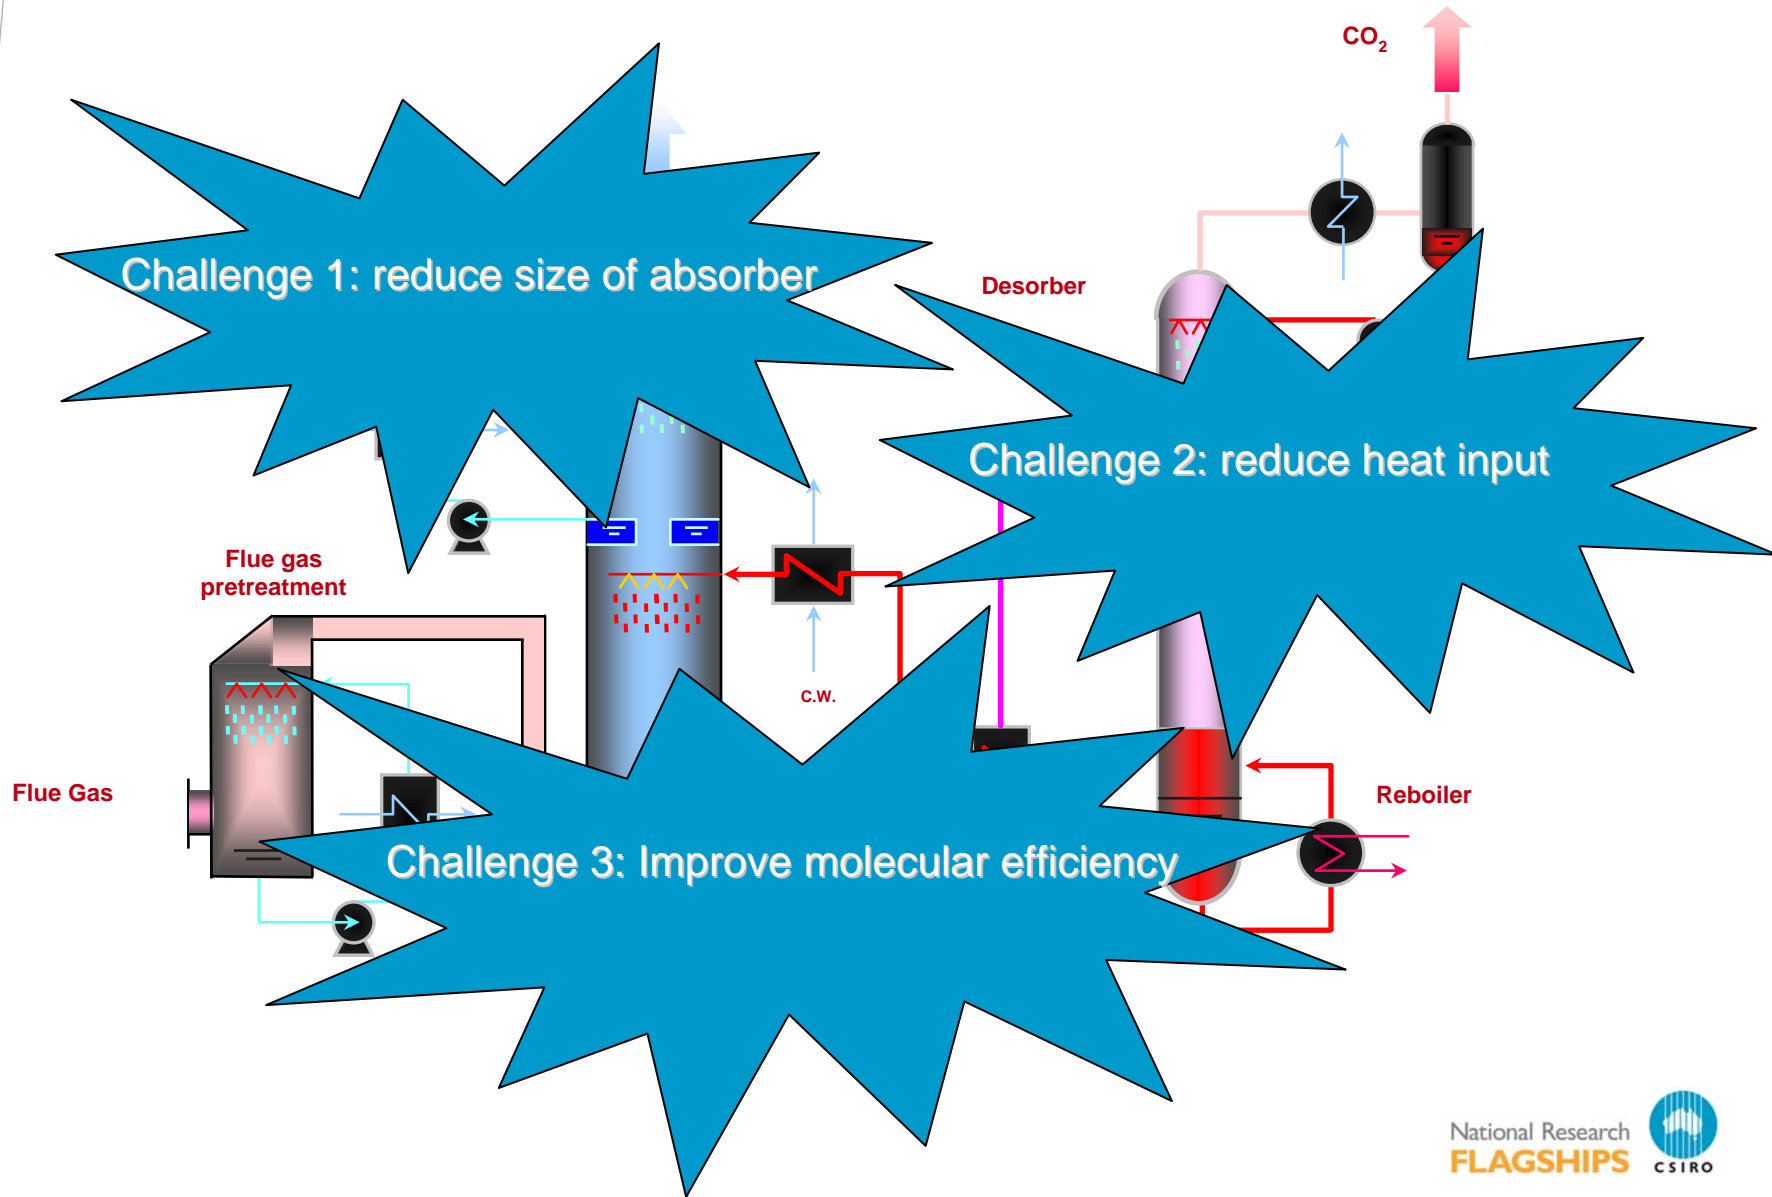 CO2
Challenge 1: reduce size of absorber
Desorber
Challenge 2: reduce heat input
Flue gas
pretreatment
C.W.
Flue Gas
Reboiler
Challenge 3: Improve molecular efficiency
National Research
FLAGSHIPS
CSIRO